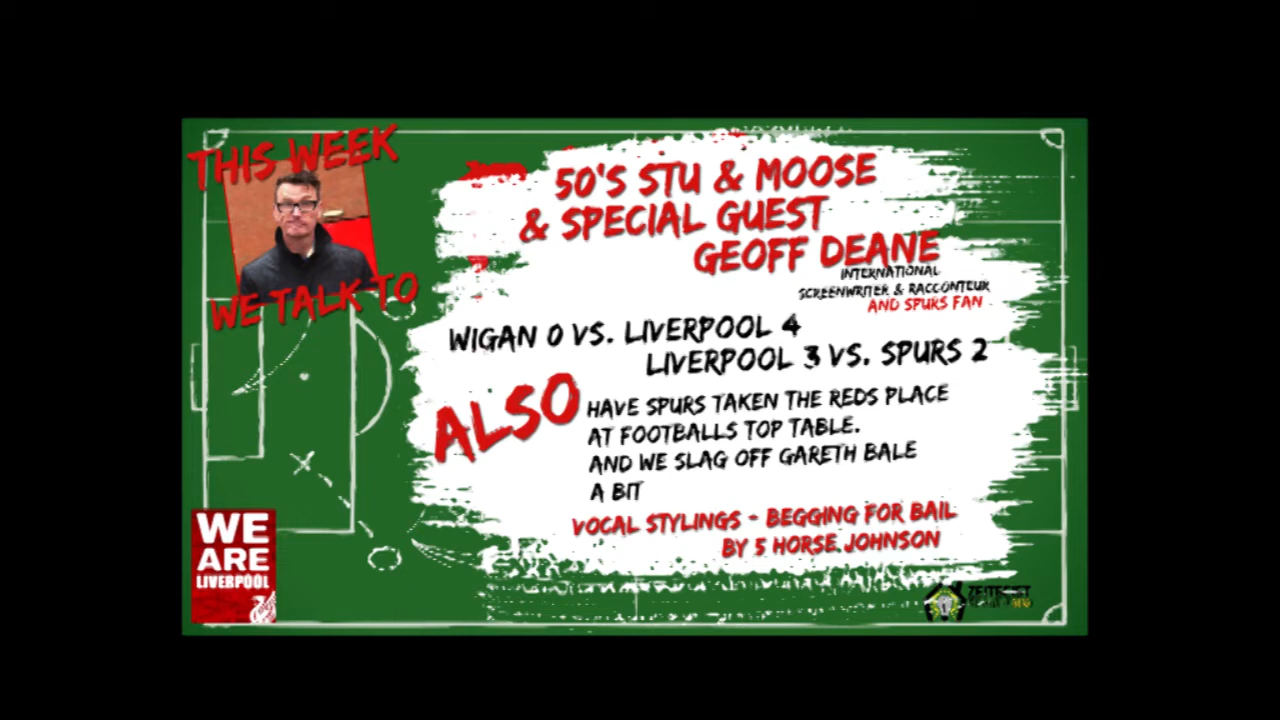 THIS WEEK
WE TALK TO
50'S STU & MOOSE
& SPECIAL GUEST
GEOFF DEANE
INTERNATIONAL
SCREENWRITER & RACCONTEUR
AND SPURS FAN
WIGAN 0 VS. LIVERPOOL 4
LIVERPOOL 3 VS. SPURS 2
ALSO
HAVE SPURS TAKEN THE REDS PLACE
AT FOOTBALLS TOP TABLE.
AND WE SLAG OFF GARETH BALE
A BIT
VOCAL STYLINGS - BEGGING FOR BAIL
BY 5 HORSE JOHNSON
WE
ARE
LIVERPOOL